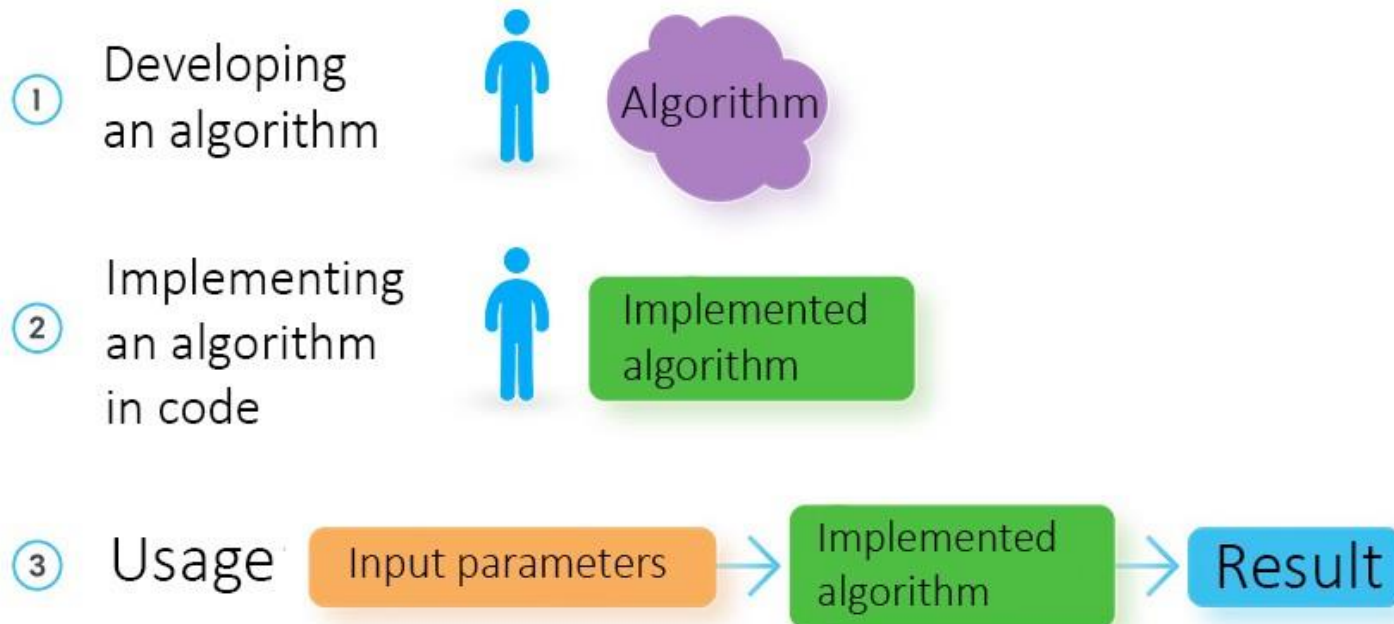 1
Developing
an algorithm
Algorithm
2
Implementing
an algorithm
in code
Implemented
algorithm
3
Usage
Input parameters
Implemented
algorithm
Result